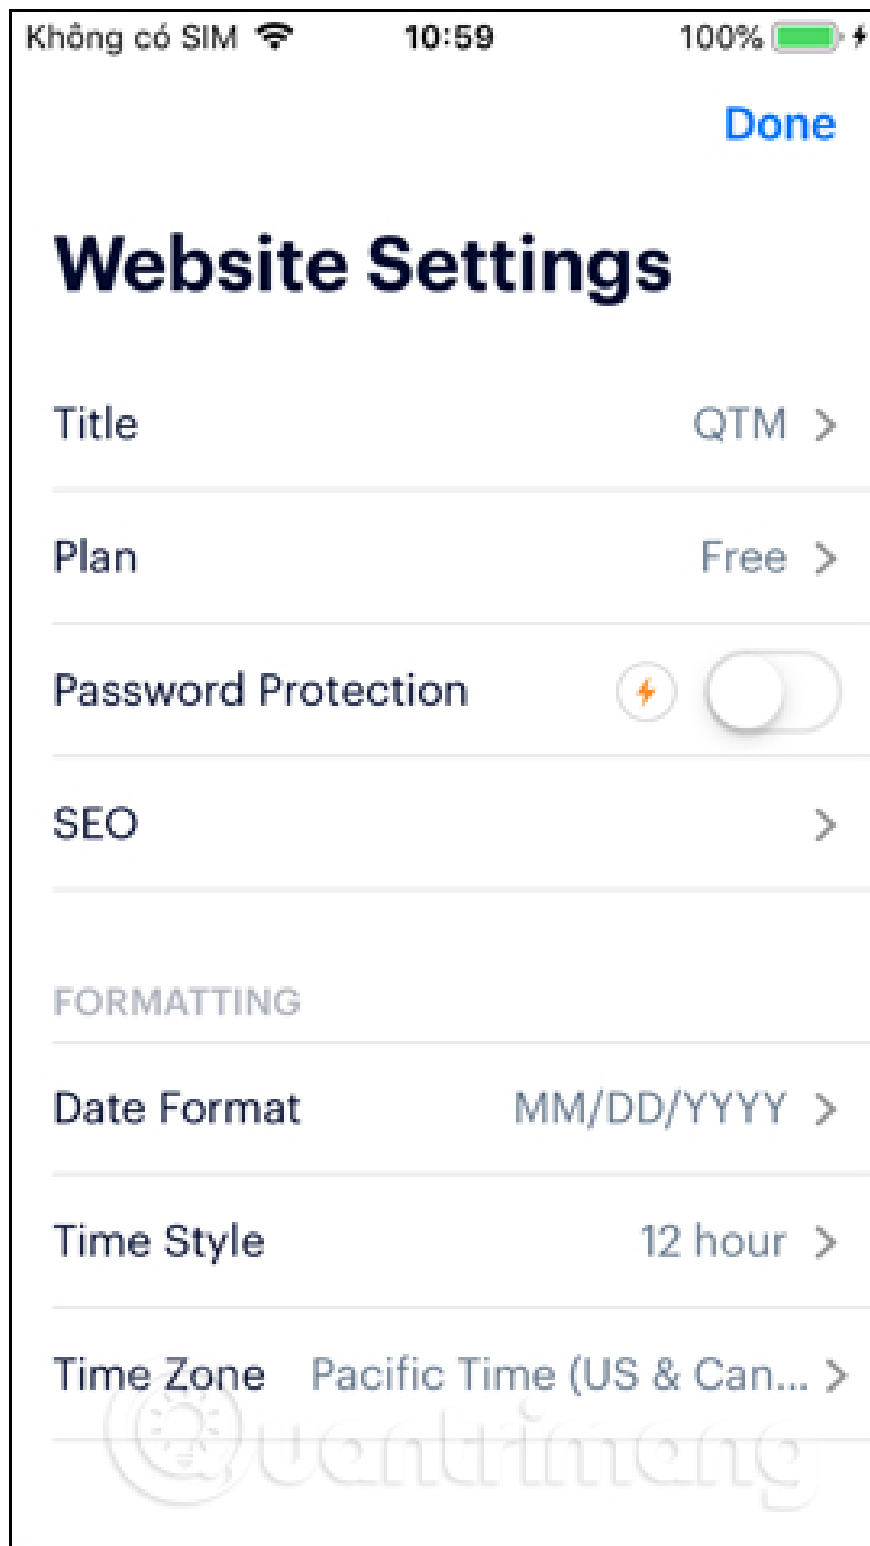 Không có SIM 10:59 100%
Done
Website Settings
Title QTM
Plan Free
Password Protection
SEO
FORMATTING
Date Format MM/DD/YYYY
Time Style 12 hour
Time Zone Pacific Time (US & Can...
Quantrimang